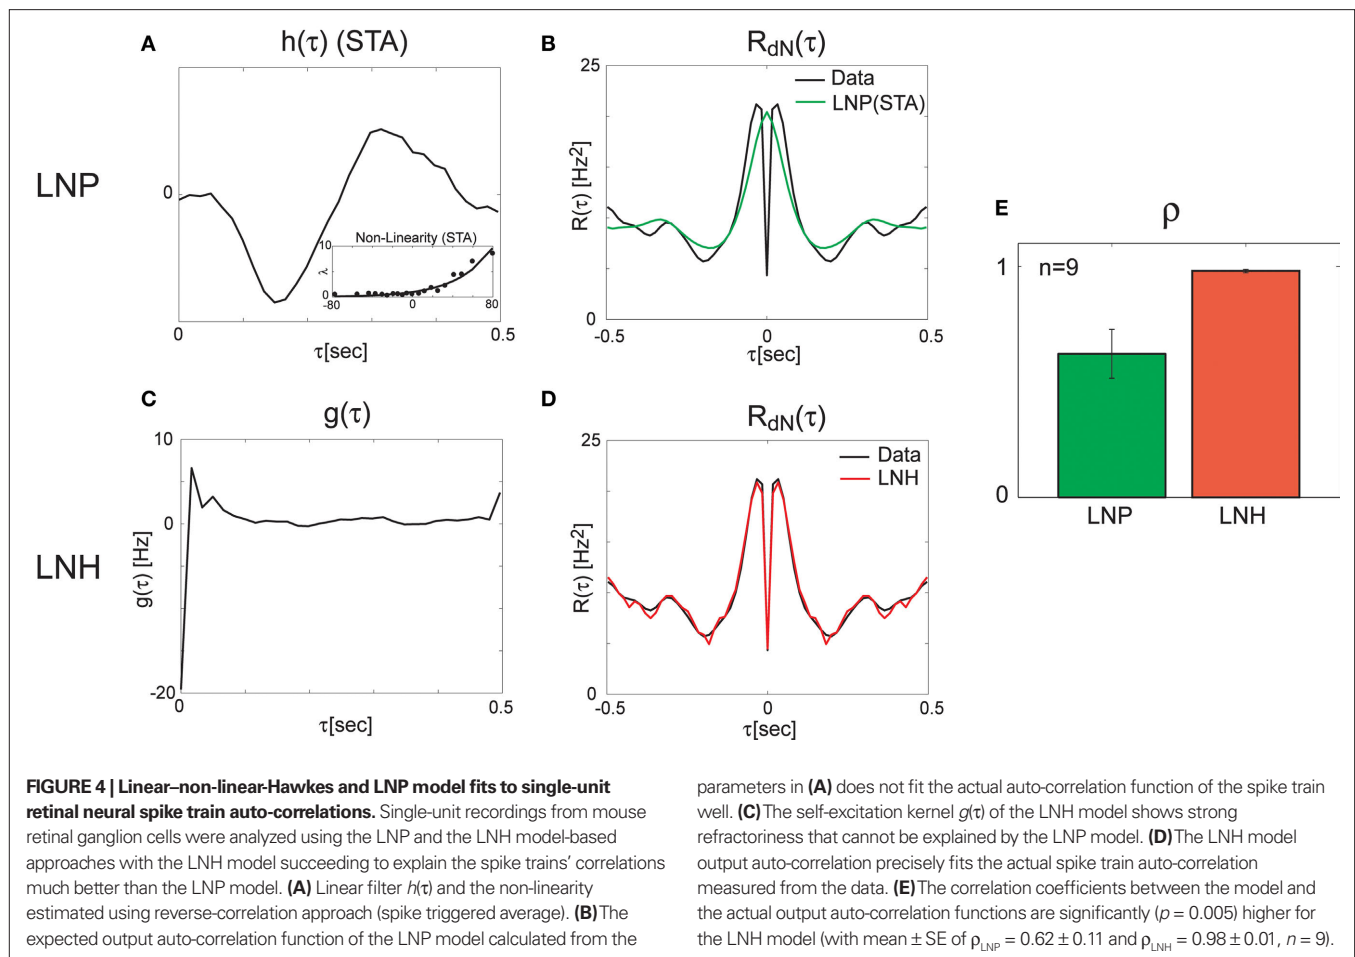 A
h(τ) (STA)
LNP
0
Non-Linearity (STA)
10
λ
0
-80
0
80
0
0.5
τ[sec]
B
R_dN(τ)
25
Data
LNP(STA)
R(τ) [Hz²]
0
-0.5
0
0.5
τ[sec]
C
g(τ)
LNH
10
0
g(τ) [Hz]
-20
0
0.5
τ[sec]
D
R_dN(τ)
25
Data
LNH
R(τ) [Hz²]
0
-0.5
0
0.5
τ[sec]
E
ρ
1
n=9
0
LNP
LNH
FIGURE 4 | Linear–non-linear-Hawkes and LNP model fits to single-unit
retinal neural spike train auto-correlations. Single-unit recordings from mouse
retinal ganglion cells were analyzed using the LNP and the LNH model-based
approaches with the LNH model succeeding to explain the spike trains' correlations
much better than the LNP model. (A) Linear filter h(τ) and the non-linearity
estimated using reverse-correlation approach (spike triggered average). (B) The
expected output auto-correlation function of the LNP model calculated from the
parameters in (A) does not fit the actual auto-correlation function of the spike train
well. (C) The self-excitation kernel g(τ) of the LNH model shows strong
refractoriness that cannot be explained by the LNP model. (D) The LNH model
output auto-correlation precisely fits the actual spike train auto-correlation
measured from the data. (E) The correlation coefficients between the model and
the actual output auto-correlation functions are significantly (p = 0.005) higher for
the LNH model (with mean ± SE of ρLNP = 0.62 ± 0.11 and ρLNH = 0.98 ± 0.01, n = 9).